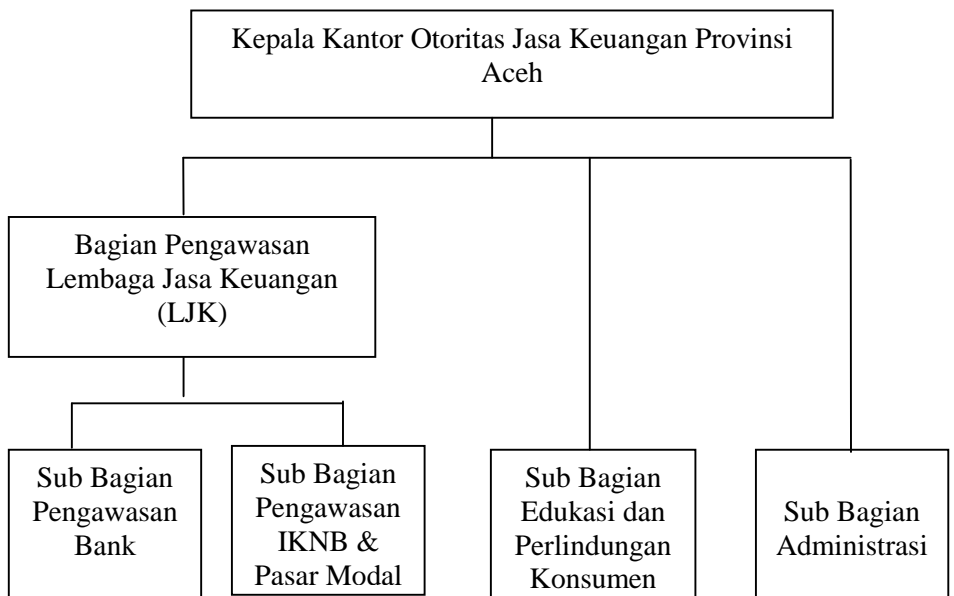 Kepala Kantor Otoritas Jasa Keuangan Provinsi
Aceh
Bagian Pengawasan
Lembaga Jasa Keuangan
(LJK)
Sub Bagian
Pengawasan
Bank
Sub Bagian
Pengawasan
IKNB &
Pasar Modal
Sub Bagian
Edukasi dan
Perlindungan
Konsumen
Sub Bagian
Administrasi